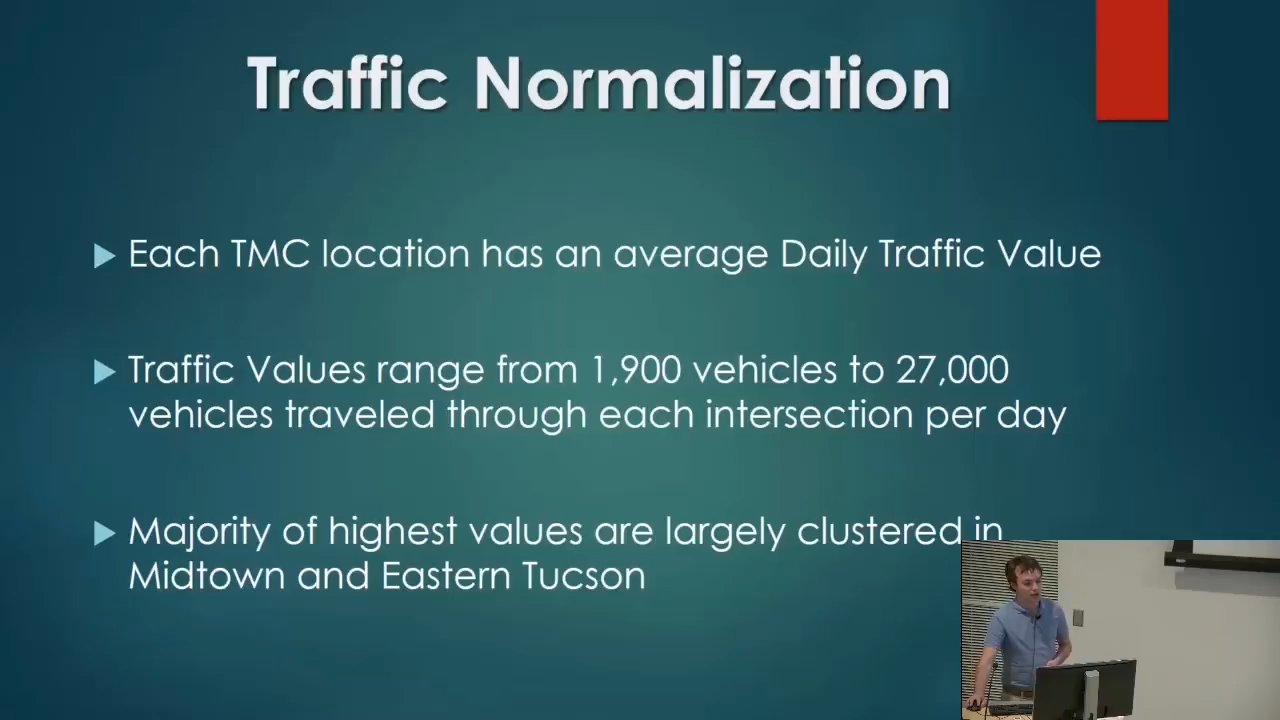 Traffic Normalization
Each TMC location has an average Daily Traffic Value
Traffic Values range from 1,900 vehicles to 27,000
vehicles traveled through each intersection per day
Majority of highest values are largely clustered in
Midtown and Eastern Tucson